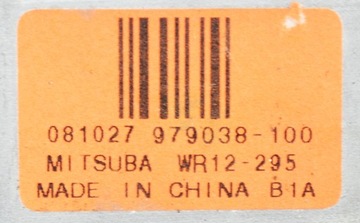 081027 979038-100
MITSUBA WR12-295
MADE IN CHINA B1A